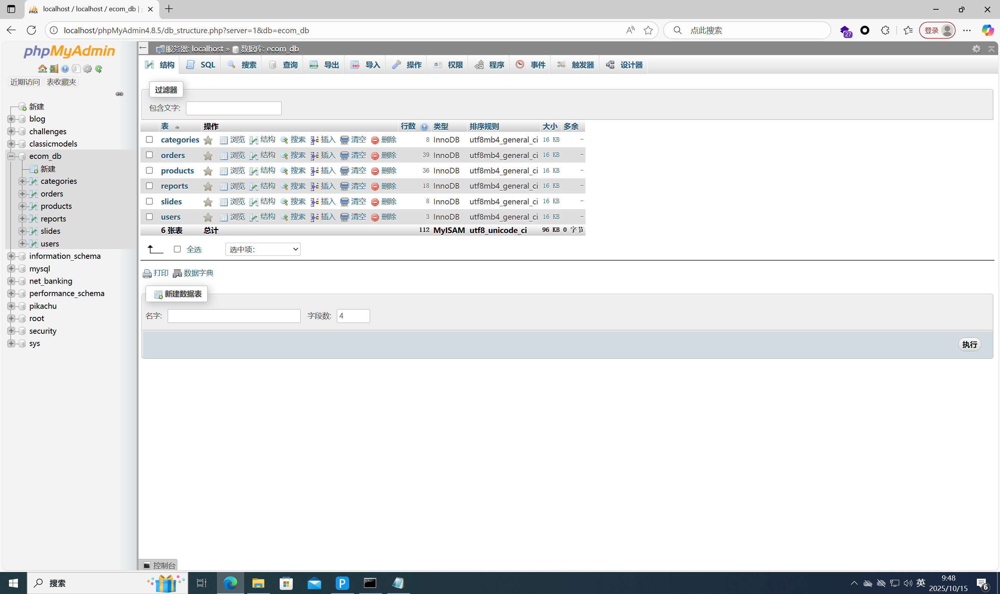 localhost / localhost / ecom_db |
localhost/phpMyAdmin4.8.5/db_structure.php?server=1&db=ecom_db
点此搜索
27
登录
phpMyAdmin
近期访问 表收藏夹
新建
blog
challenges
classicmodels
ecom_db
新建
categories
orders
products
reports
slides
users
information_schema
mysql
net_banking
performance_schema
pikachu
root
security
sys
服务器: localhost » 数据库: ecom_db
结构 SQL 搜索 查询 导出 导入 操作 权限 程序 事件 触发器 设计器
过滤器
包含文字:
表 操作 行数 类型 排序规则 大小 多余
categories 浏览 结构 搜索 插入 清空 删除 8 InnoDB utf8mb4_general_ci 16 KB -
orders 浏览 结构 搜索 插入 清空 删除 39 InnoDB utf8mb4_general_ci 16 KB -
products 浏览 结构 搜索 插入 清空 删除 36 InnoDB utf8mb4_general_ci 16 KB -
reports 浏览 结构 搜索 插入 清空 删除 18 InnoDB utf8mb4_general_ci 16 KB -
slides 浏览 结构 搜索 插入 清空 删除 8 InnoDB utf8mb4_general_ci 16 KB -
users 浏览 结构 搜索 插入 清空 删除 3 InnoDB utf8mb4_general_ci 16 KB -
6 张表 总计 112 MyISAM utf8_unicode_ci 96 KB 0 字节
全选 选中项:
打印 数据字典
新建数据表
名字: 字段数: 4
执行
控制台
搜索
英
9:48
2025/10/15
6